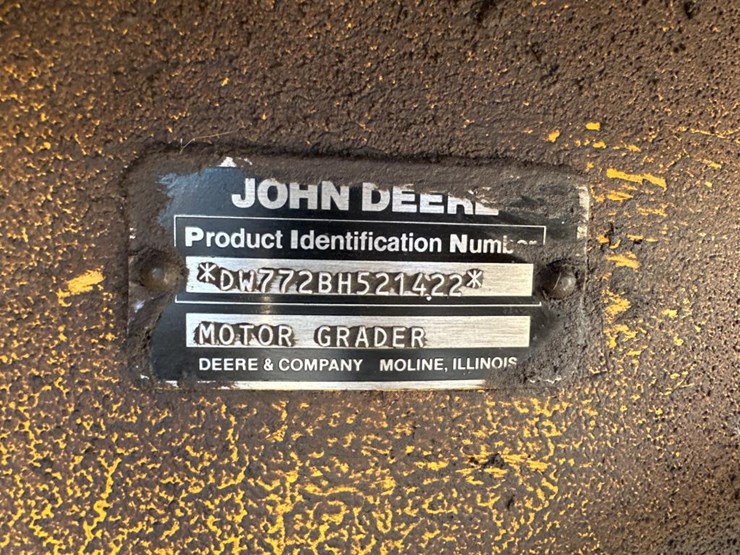 JOHN DEERE
Product Identification Number
*DW772BH521422*
MOTOR GRADER
DEERE & COMPANY MOLINE, ILLINOIS